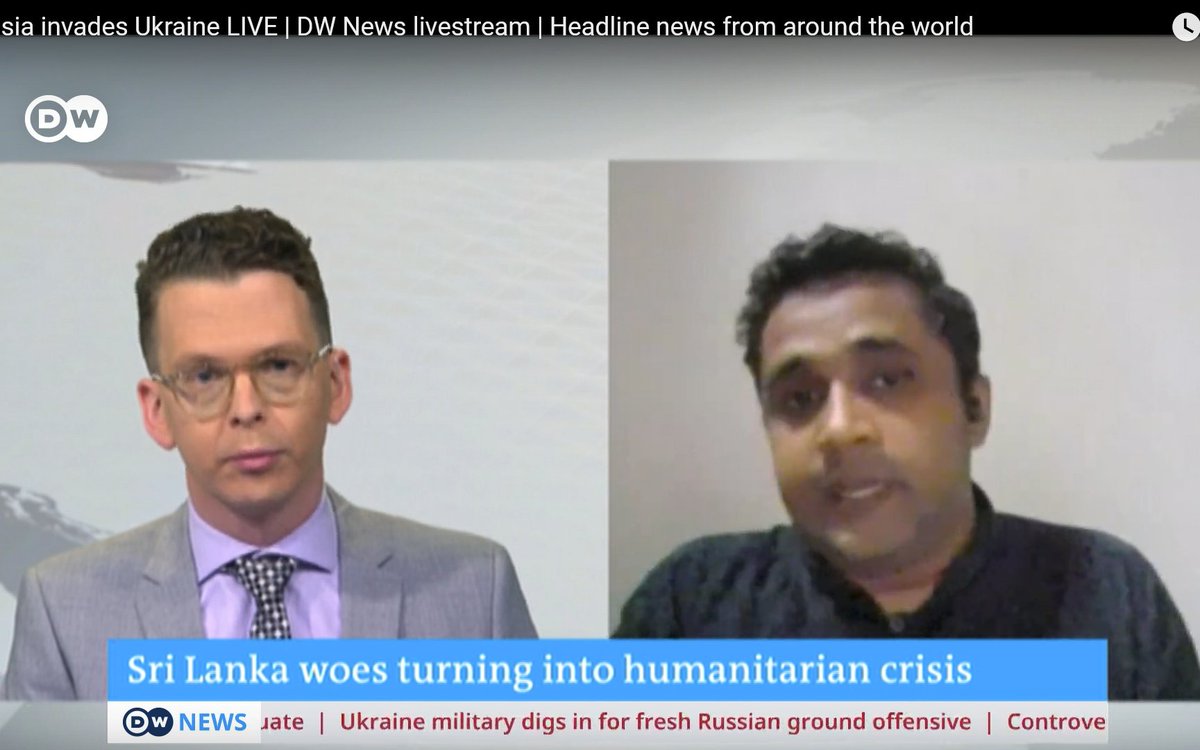 sia invades Ukraine LIVE | DW News livestream | Headline news from around the world
DW
Sri Lanka woes turning into humanitarian crisis
DW NEWS uate | Ukraine military digs in for fresh Russian ground offensive | Controve